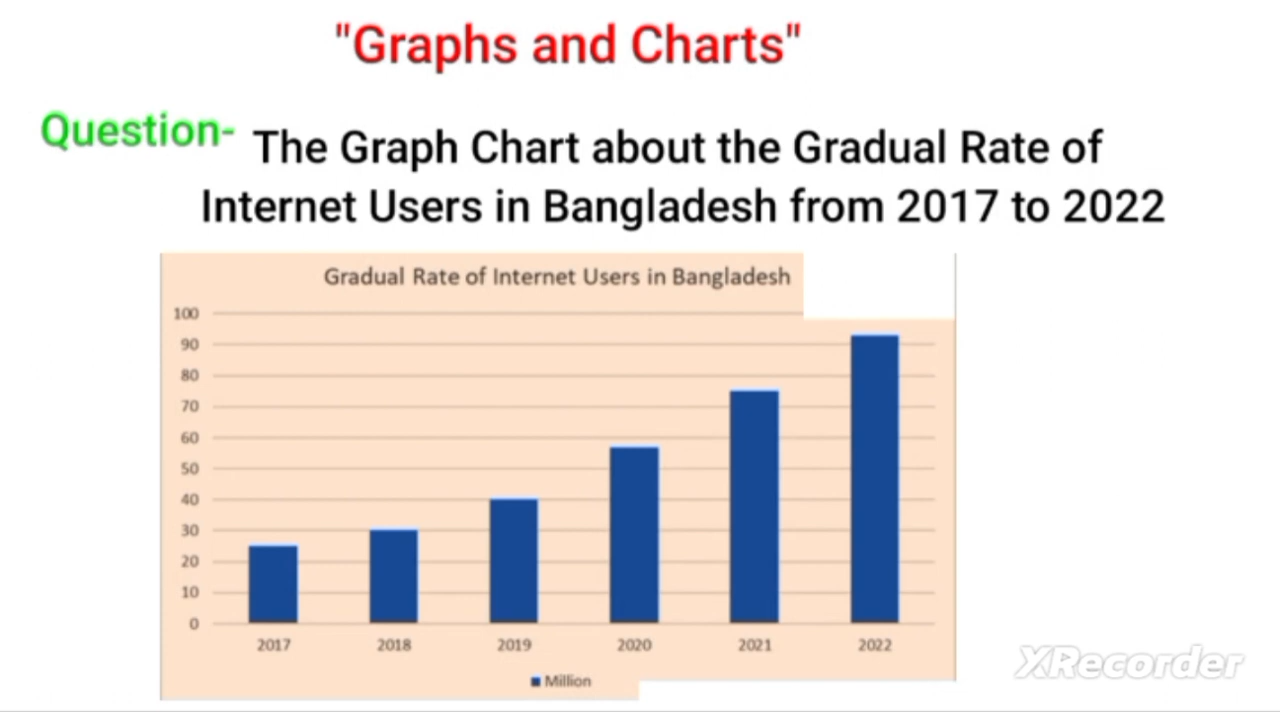 "Graphs and Charts"
Question- The Graph Chart about the Gradual Rate of
Internet Users in Bangladesh from 2017 to 2022
Gradual Rate of Internet Users in Bangladesh
100
90
80
70
60
50
40
30
20
10
0
2017 2018 2019 2020 2021 2022
Million
XRecorder